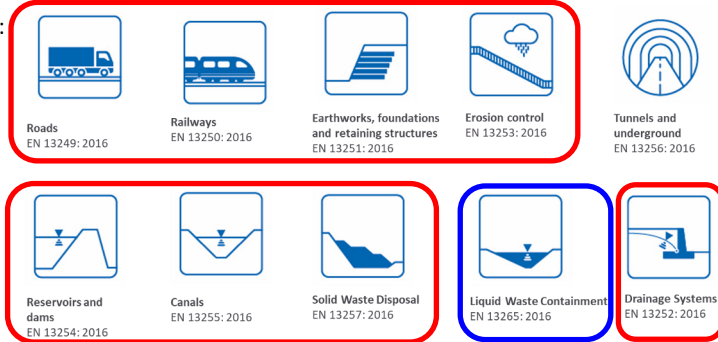 :
Roads
EN 13249: 2016
Railways
EN 13250: 2016
Earthworks, foundations
and retaining structures
EN 13251: 2016
Erosion control
EN 13253: 2016
Tunnels and
underground
EN 13256: 2016
Reservoirs and
dams
EN 13254: 2016
Canals
EN 13255: 2016
Solid Waste Disposal
EN 13257: 2016
Liquid Waste Containment
EN 13265: 2016
Drainage Systems
EN 13252: 2016